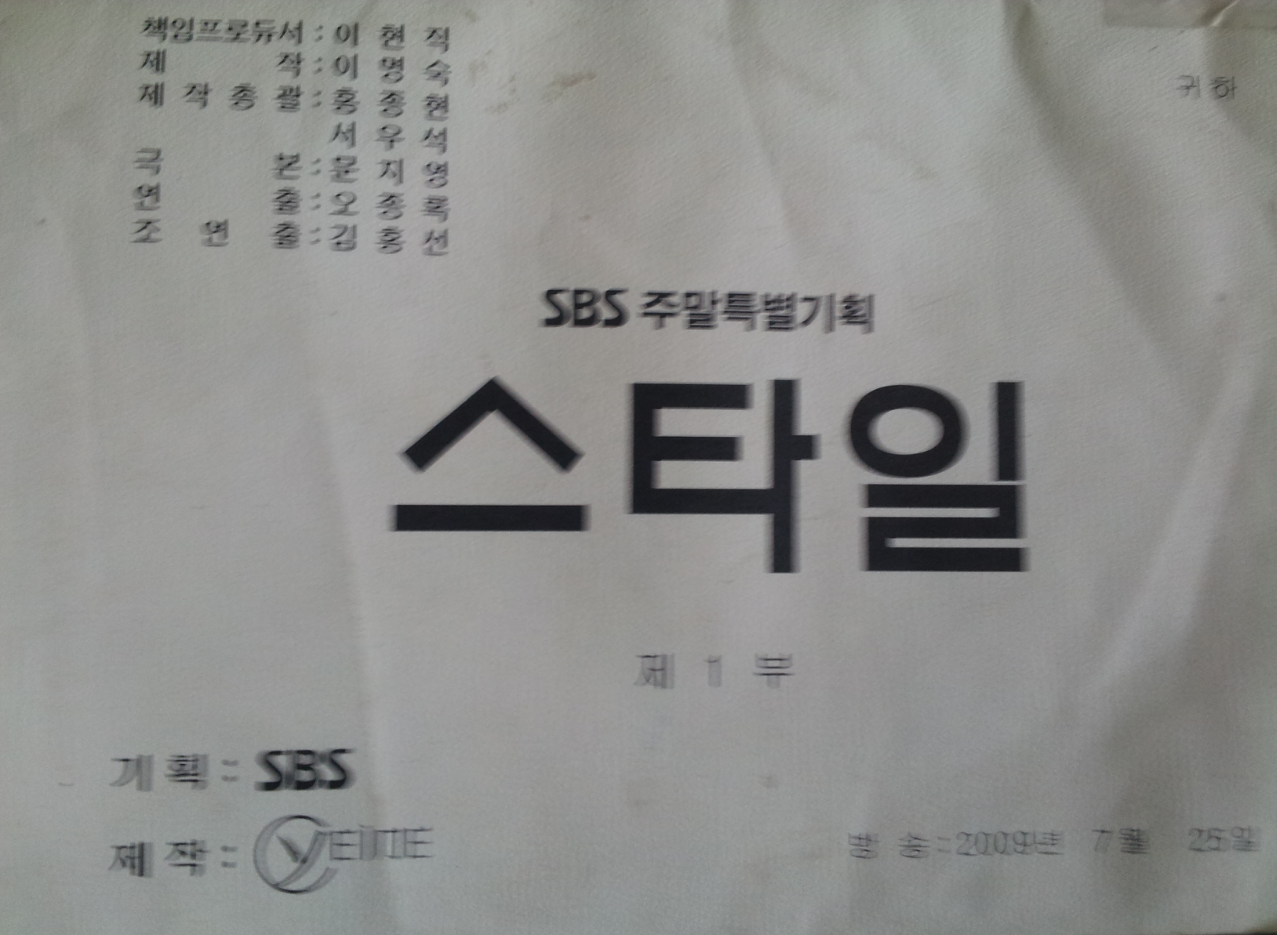 책임프로듀서 : 이 현 직
제 작 : 이 영 숙
제 작 총 괄 : 홍 종 현
서 우 석
극 본 : 문 지 영
연 출 : 오 종 록
조 연 출 : 김 홍 선
귀하
SBS 주말특별기획
스타일
제 1 부
기 획 : SBS
제 작 :
방 송 : 2009년 7월 25일